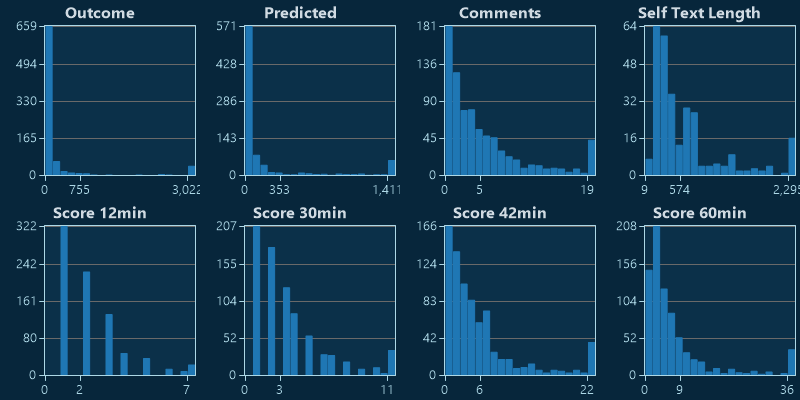 Outcome
659
494
330
165
0
0 755 3,022
Predicted
571
428
286
143
0
0 353 1,411
Comments
181
136
90
45
0
0 5 19
Self Text Length
64
48
32
16
0
9 574 2,295
Score 12min
322
242
161
80
0
0 2 7
Score 30min
207
155
104
52
0
0 3 11
Score 42min
166
124
83
42
0
0 6 22
Score 60min
208
156
104
52
0
0 9 36